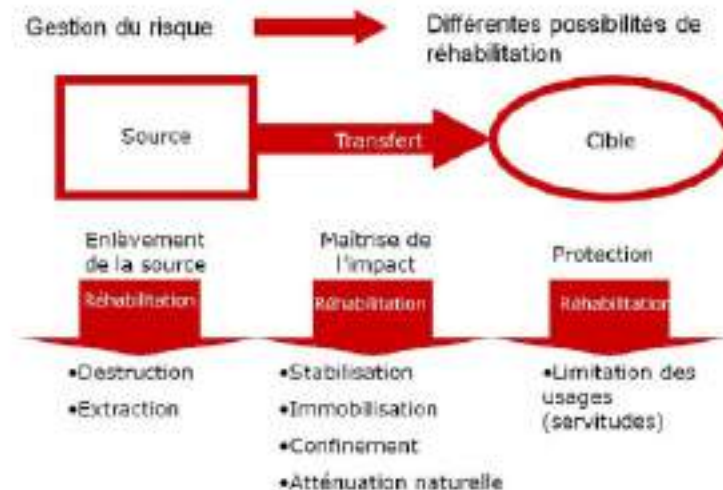 Gestion du risque
Différentes possibilités de
réhabilitation
Source
Transfert
Cible
Enlèvement
de la source
Réhabilitation
•Destruction
•Extraction
Maîtrise de
l'impact
Réhabilitation
•Stabilisation
•Immobilisation
•Confinement
•Atténuation naturelle
Protection
Réhabilitation
•Limitation des
usages
(servitudes)